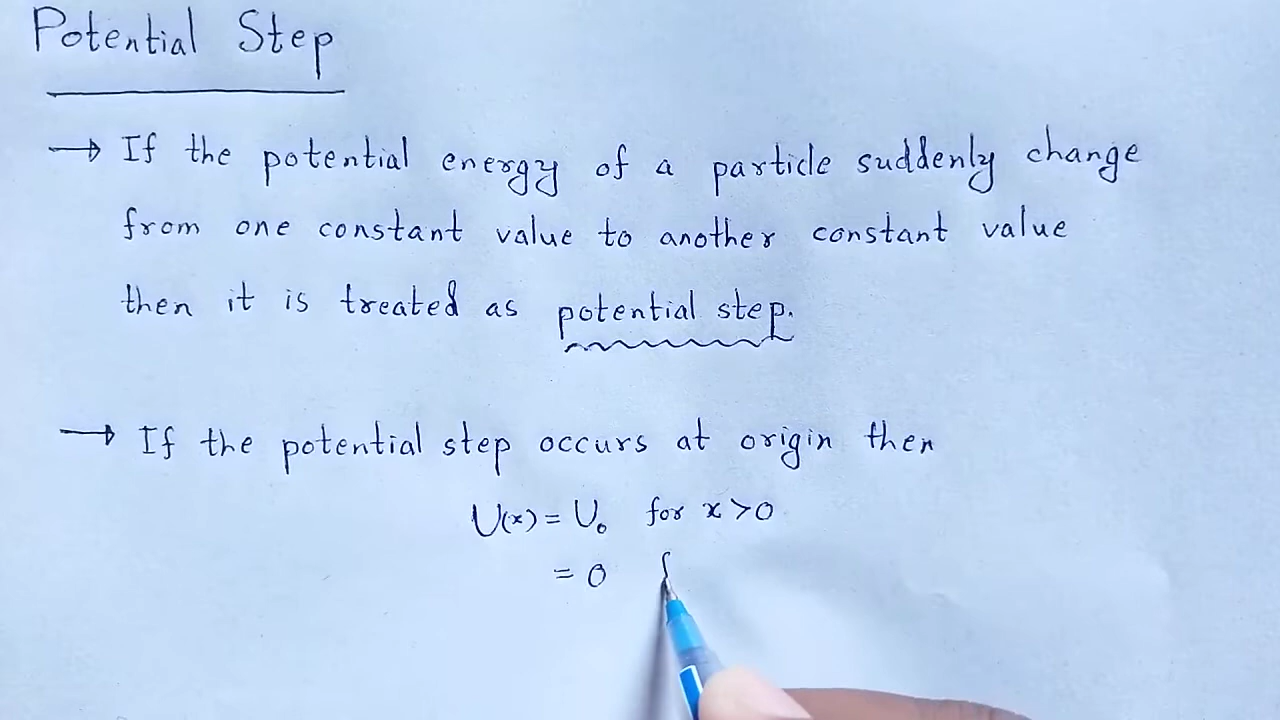 Potential Step
→ If the potential energy of a particle suddenly change
from one constant value to another constant value
then it is treated as potential step.
→ If the potential step occurs at origin then
U(x) = U₀ for x > 0
= 0 f